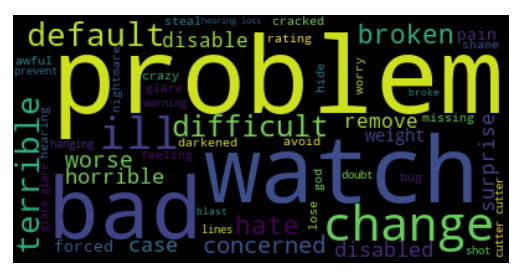 steal
hearing loss
cracked
default
disable
rating
broken
pain
shame
awful
prevent
nightmare
crazy
glare
warning
problem
hide
worry
broke
missing
terrible
hearing
glare glare
hanging
ill
difficult
remove
weight
surprise
worse
horrible
darkened
feeling
avoid
watch
god
doubt
bug
cutter cutter
bad
blast
lines
hate
lose
change
forced
case
concerned
disabled
shot